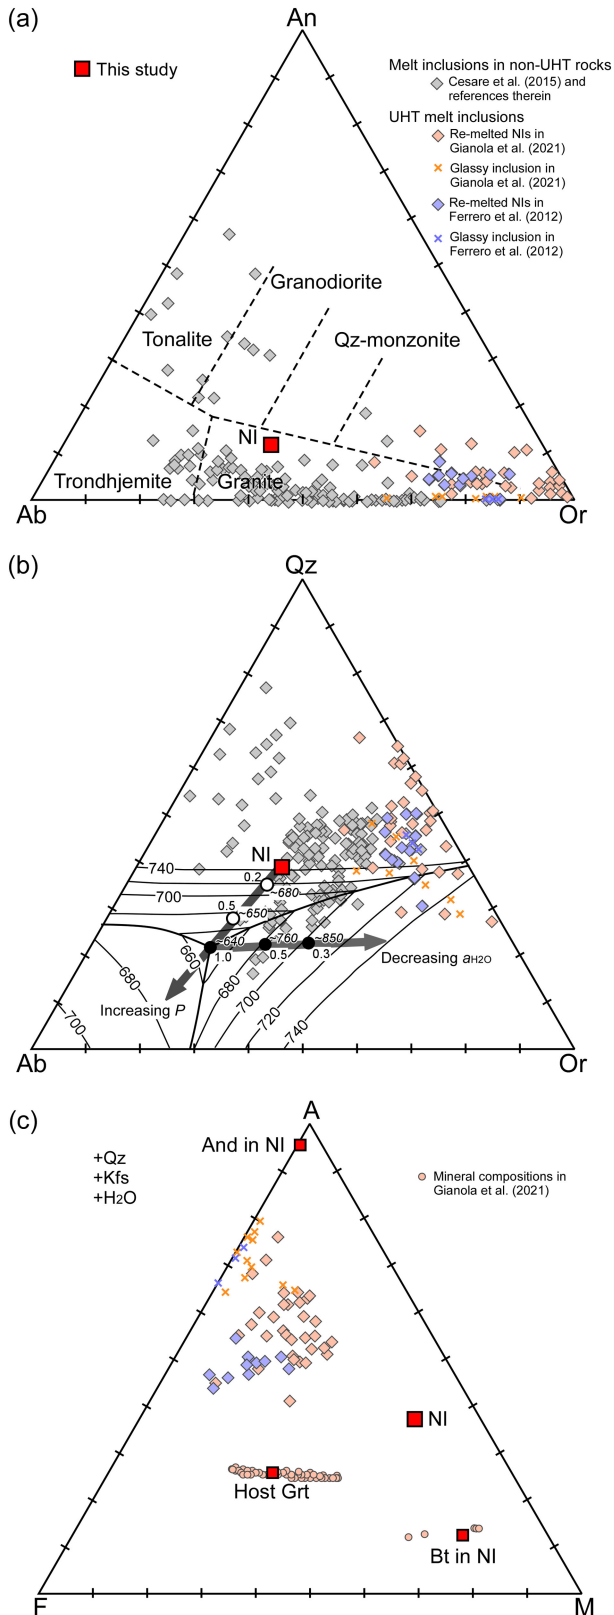 (a)
An
This study
Melt inclusions in non-UHT rocks
Cesare et al. (2015) and
references therein
UHT melt inclusions
Re-melted NIs in
Gianola et al. (2021)
Glassy inclusion in
Gianola et al. (2021)
Re-melted NIs in
Ferrero et al. (2012)
Glassy inclusion in
Ferrero et al. (2012)
Granodiorite
Tonalite
Qz-monzonite
NI
Trondhjemite
Granite
Ab
Or
(b)
Qz
NI
740
0.2
700
~680
0.5
~650
~640
~760
~850
1.0
0.5
0.3
660
680
680
700
700
720
740
Decreasing aH2O
Increasing P
Ab
Or
(c)
A
And in NI
+Qz
+Kfs
+H2O
Mineral compositions in
Gianola et al. (2021)
NI
Host Grt
Bt in NI
F
M